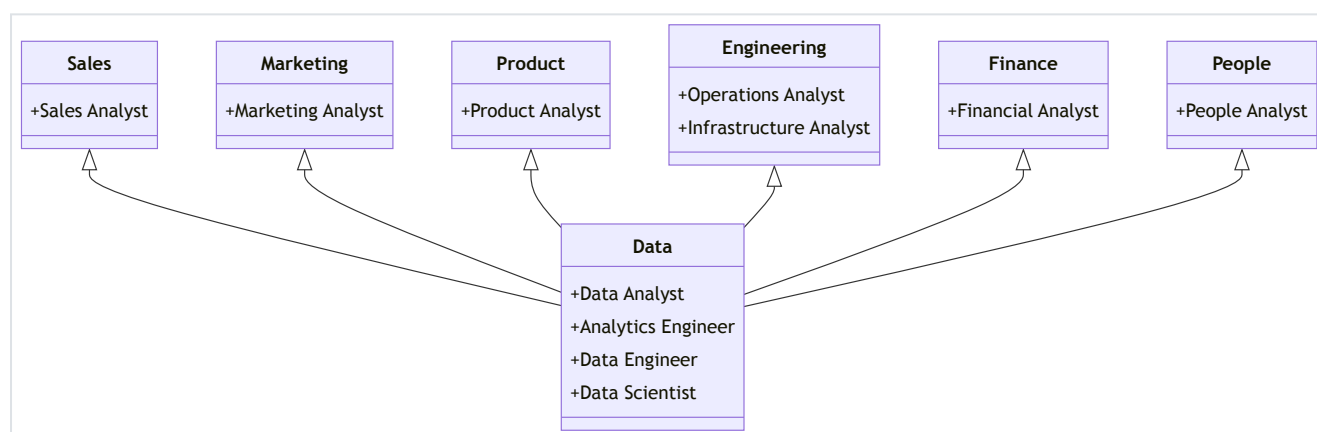 Sales
+Sales Analyst
Marketing
+Marketing Analyst
Product
+Product Analyst
Engineering
+Operations Analyst
+Infrastructure Analyst
Finance
+Financial Analyst
People
+People Analyst
Data
+Data Analyst
+Analytics Engineer
+Data Engineer
+Data Scientist